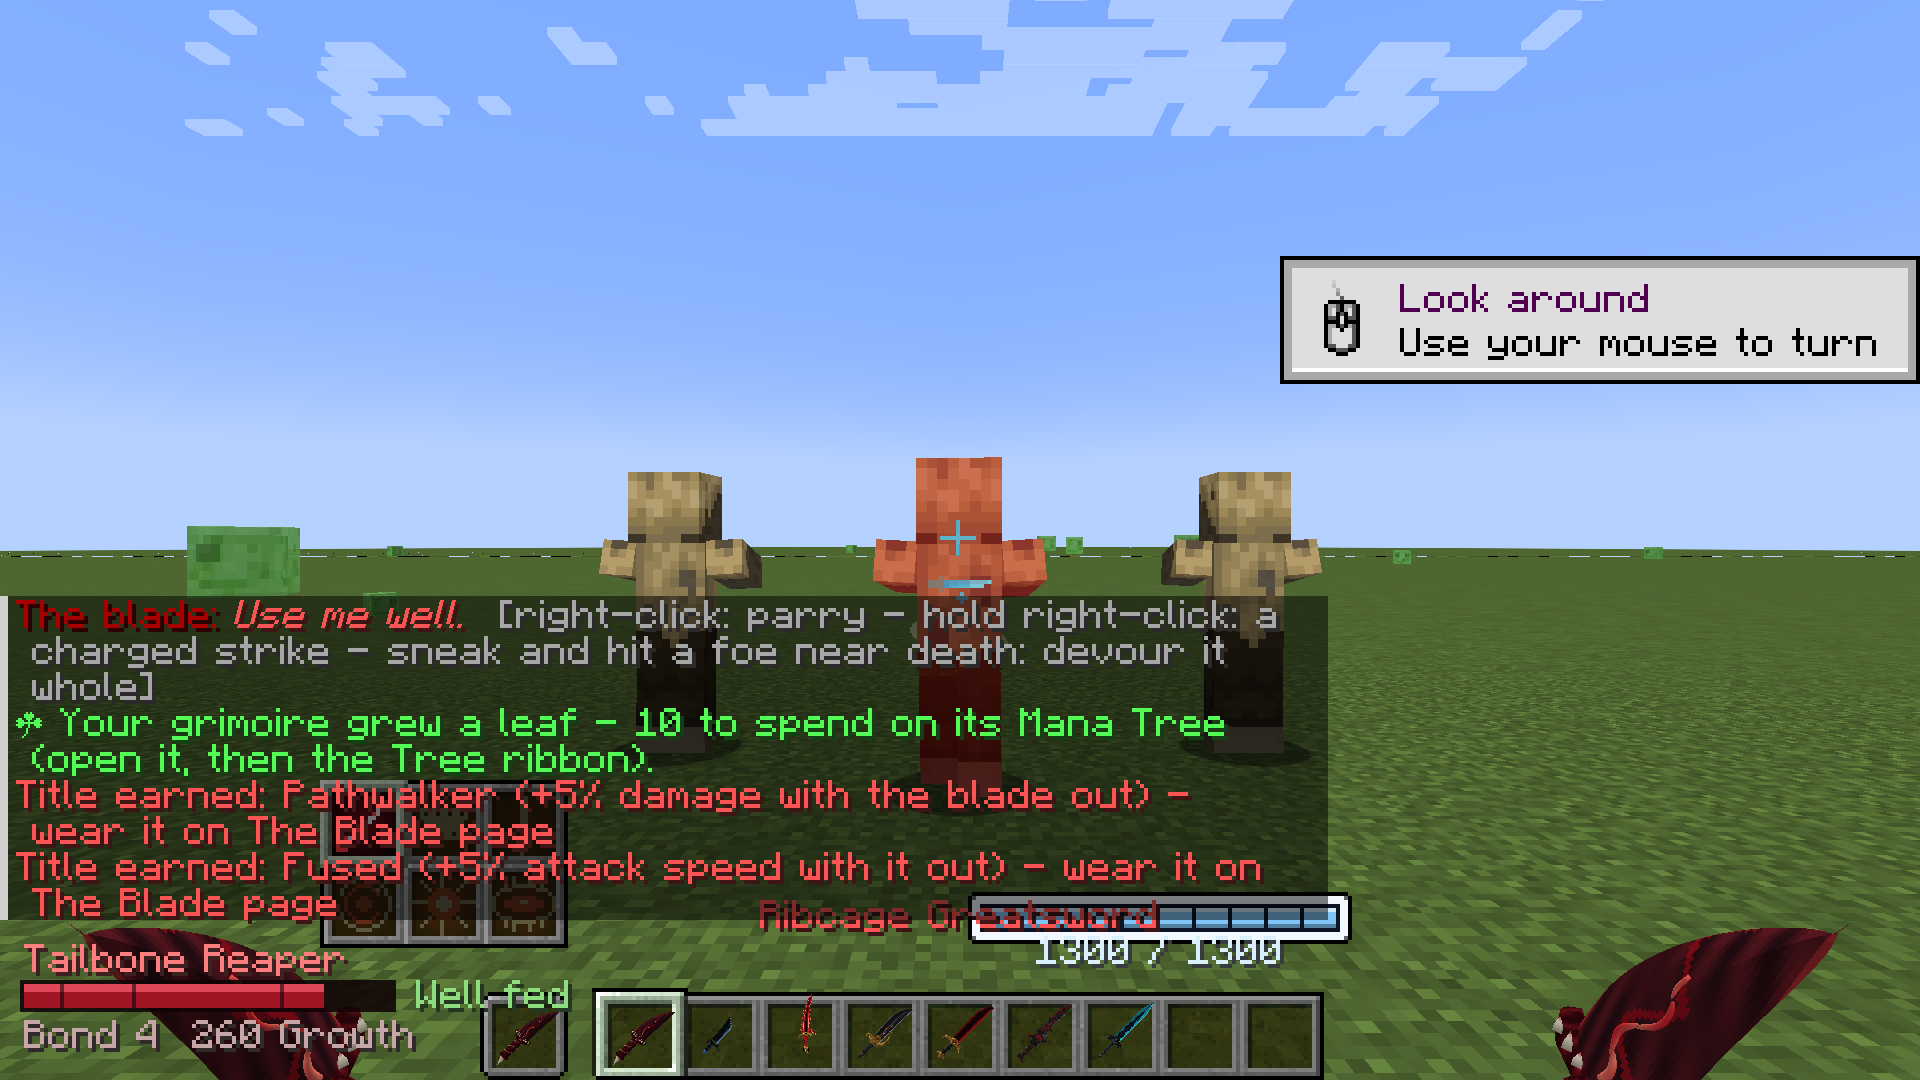 Look around
Use your mouse to turn
The blade: Use me well. [right-click: parry - hold right-click: a
charged strike - sneak and hit a foe near death: devour it
whole]
☘ Your grimoire grew a leaf - 10 to spend on its Mana Tree
(open it, then the Tree ribbon).
Title earned: Pathwalker (+5% damage with the blade out) -
wear it on The Blade page
Title earned: Fused (+5% attack speed with it out) - wear it on
The Blade page
Ribcage Greatsword
1300 / 1300
Tailbone Reaper
Well fed
Bond 4 260 Growth